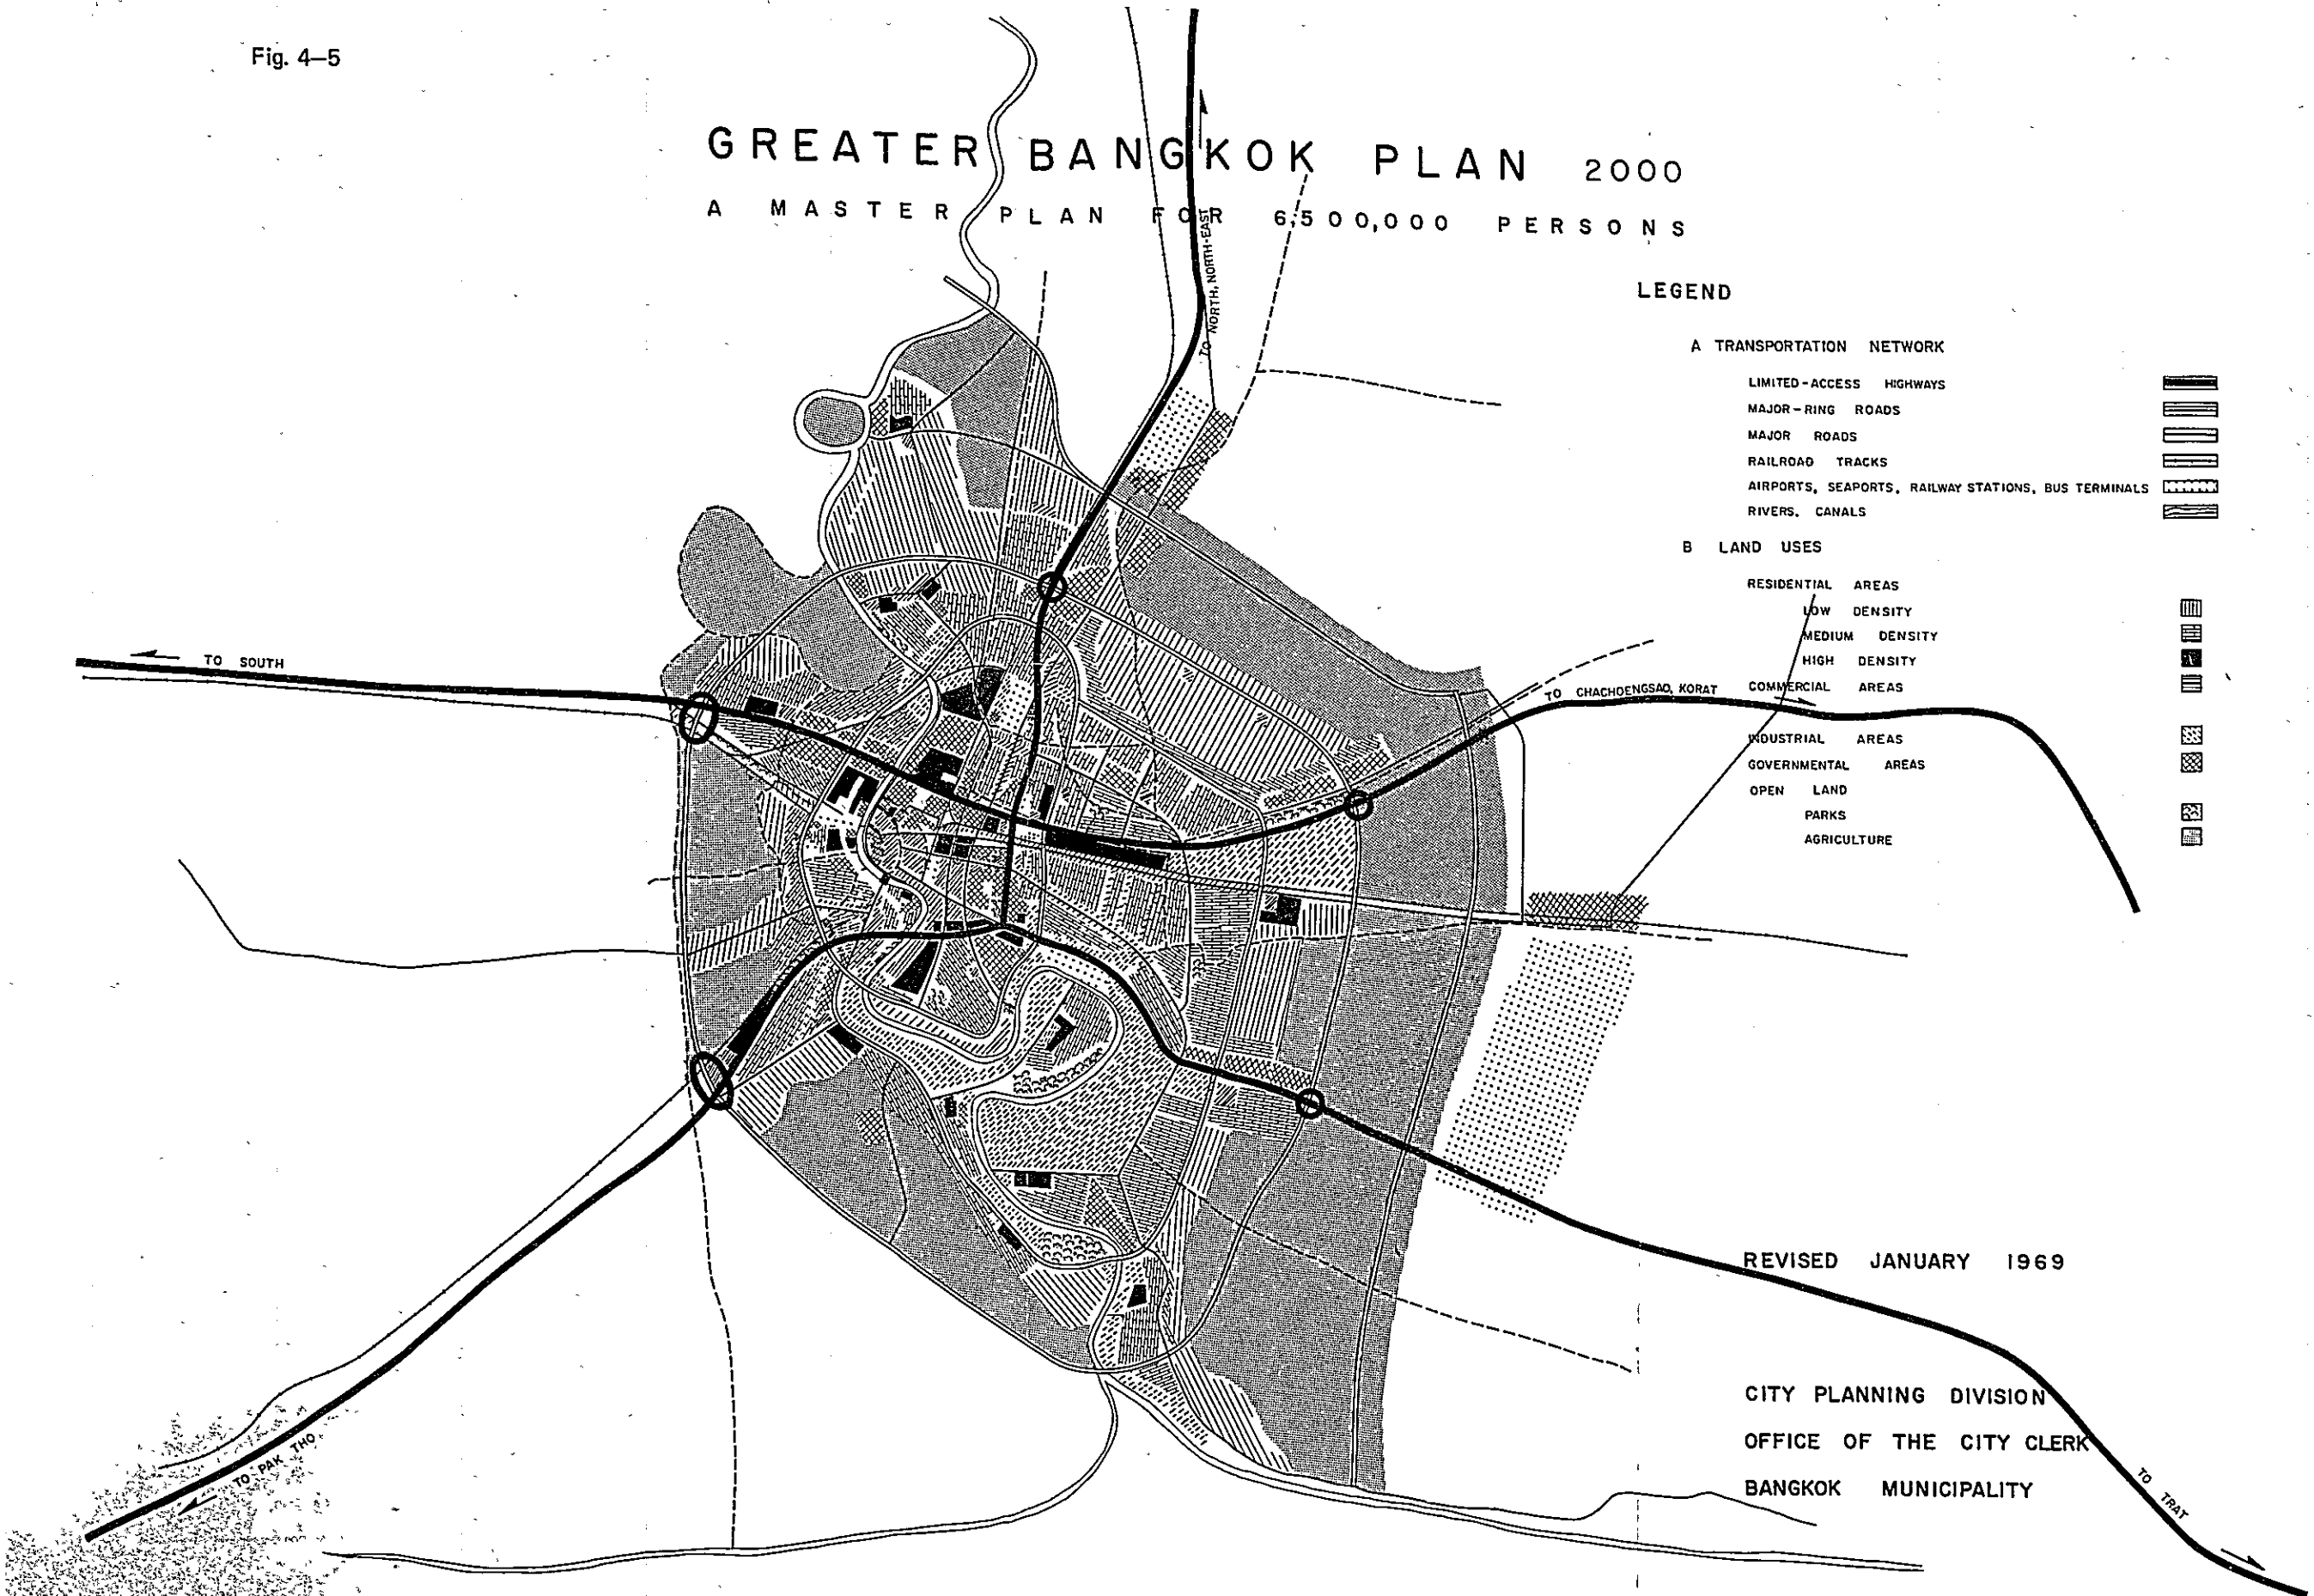 Fig. 4–5
GREATER BANGKOK PLAN 2000
A MASTER PLAN FOR 6,500,000 PERSONS
TO NORTH, NORTH-EAST
LEGEND
A TRANSPORTATION NETWORK
LIMITED-ACCESS HIGHWAYS
MAJOR-RING ROADS
MAJOR ROADS
RAILROAD TRACKS
AIRPORTS, SEAPORTS, RAILWAY STATIONS, BUS TERMINALS
RIVERS, CANALS
B LAND USES
RESIDENTIAL AREAS
LOW DENSITY
MEDIUM DENSITY
HIGH DENSITY
COMMERCIAL AREAS
INDUSTRIAL AREAS
GOVERNMENTAL AREAS
OPEN LAND
PARKS
AGRICULTURE
TO SOUTH
TO CHACHOENGSAO, KORAT
TO PAK THO
TO TRAT
REVISED JANUARY 1969
CITY PLANNING DIVISION
OFFICE OF THE CITY CLERK
BANGKOK MUNICIPALITY